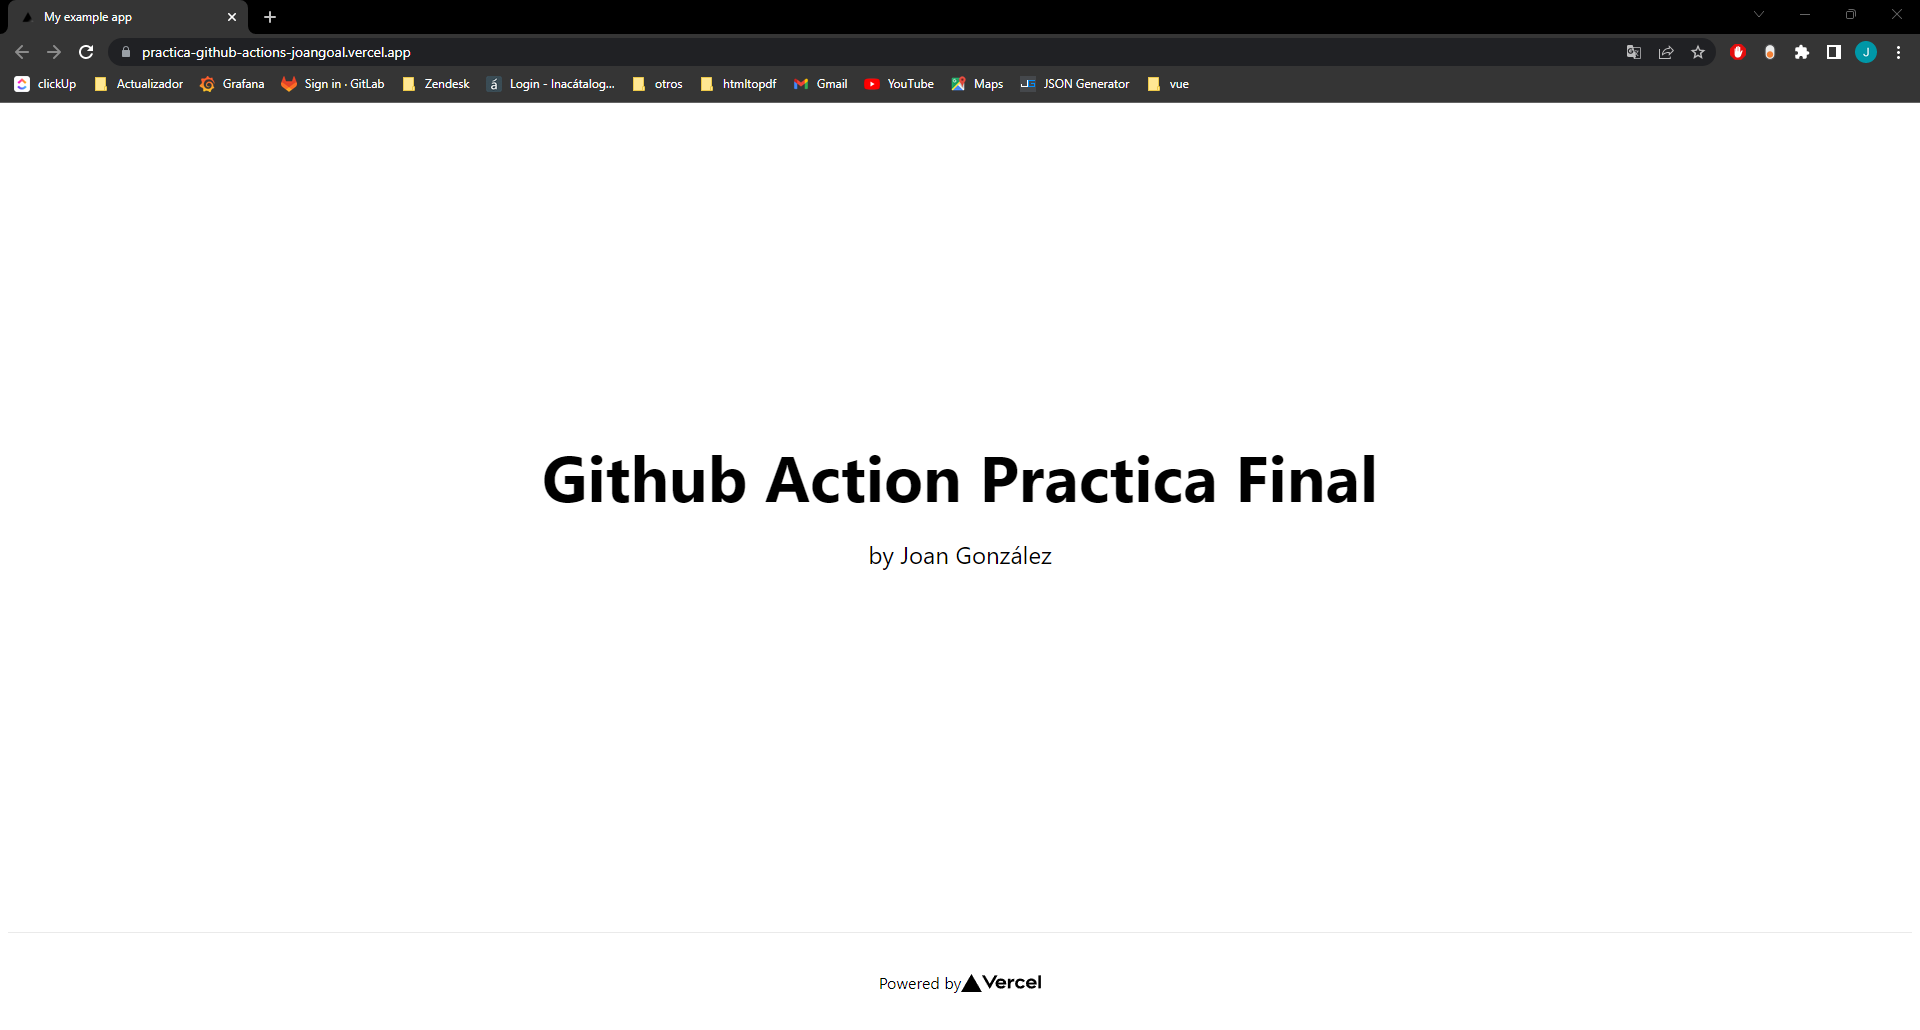 My example app
practica-github-actions-joangoal.vercel.app
J
clickUp Actualizador Grafana Sign in · GitLab Zendesk á Login - Inacátalog... otros htmltopdf Gmail YouTube Maps JG JSON Generator vue
Github Action Practica Final
by Joan González
Powered by Vercel